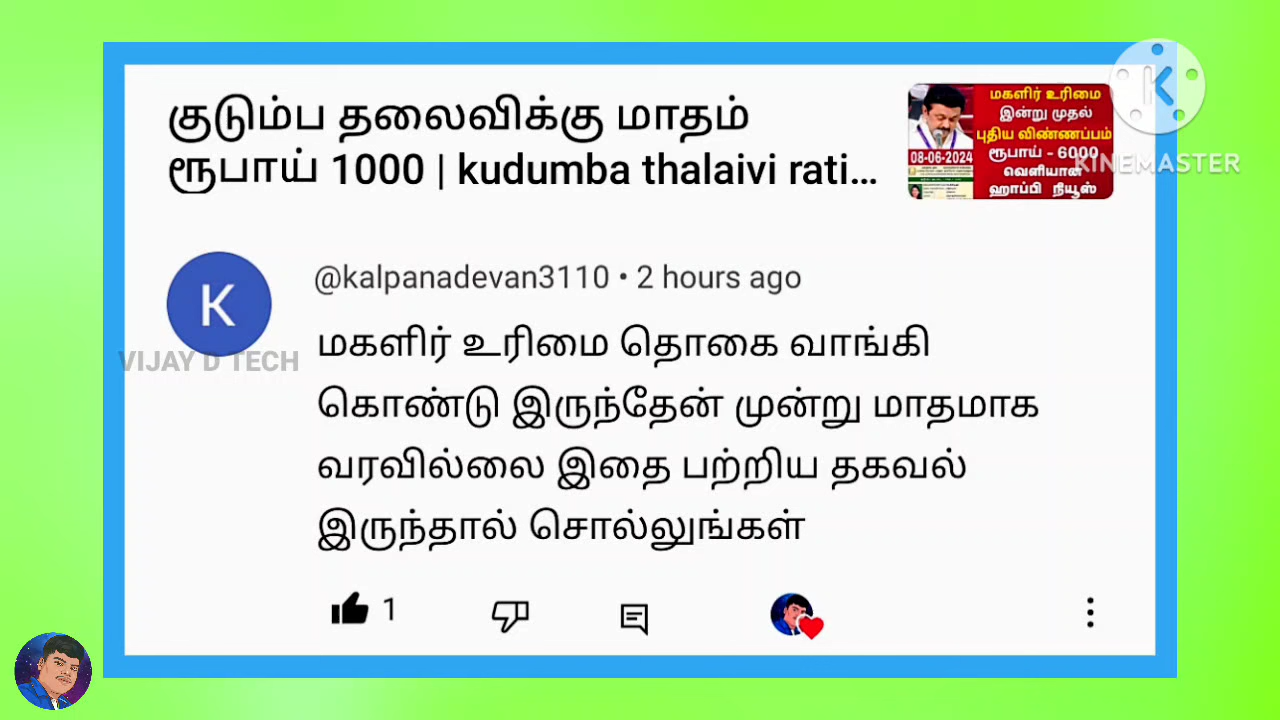 குடும்ப தலைவிக்கு மாதம்
ரூபாய் 1000 | kudumba thalaivi rati...
மகளிர் உரிமை
இன்று முதல்
புதிய விண்ணப்பம்
ரூபாய் - 6000
வெளியான
ஹாப்பி நியூஸ்
08-06-2024
K
KINEMASTER
K
@kalpanadevan3110 • 2 hours ago
VIJAY D TECH
மகளிர் உரிமை தொகை வாங்கி
கொண்டு இருந்தேன் முன்று மாதமாக
வரவில்லை இதை பற்றிய தகவல்
இருந்தால் சொல்லுங்கள்
1